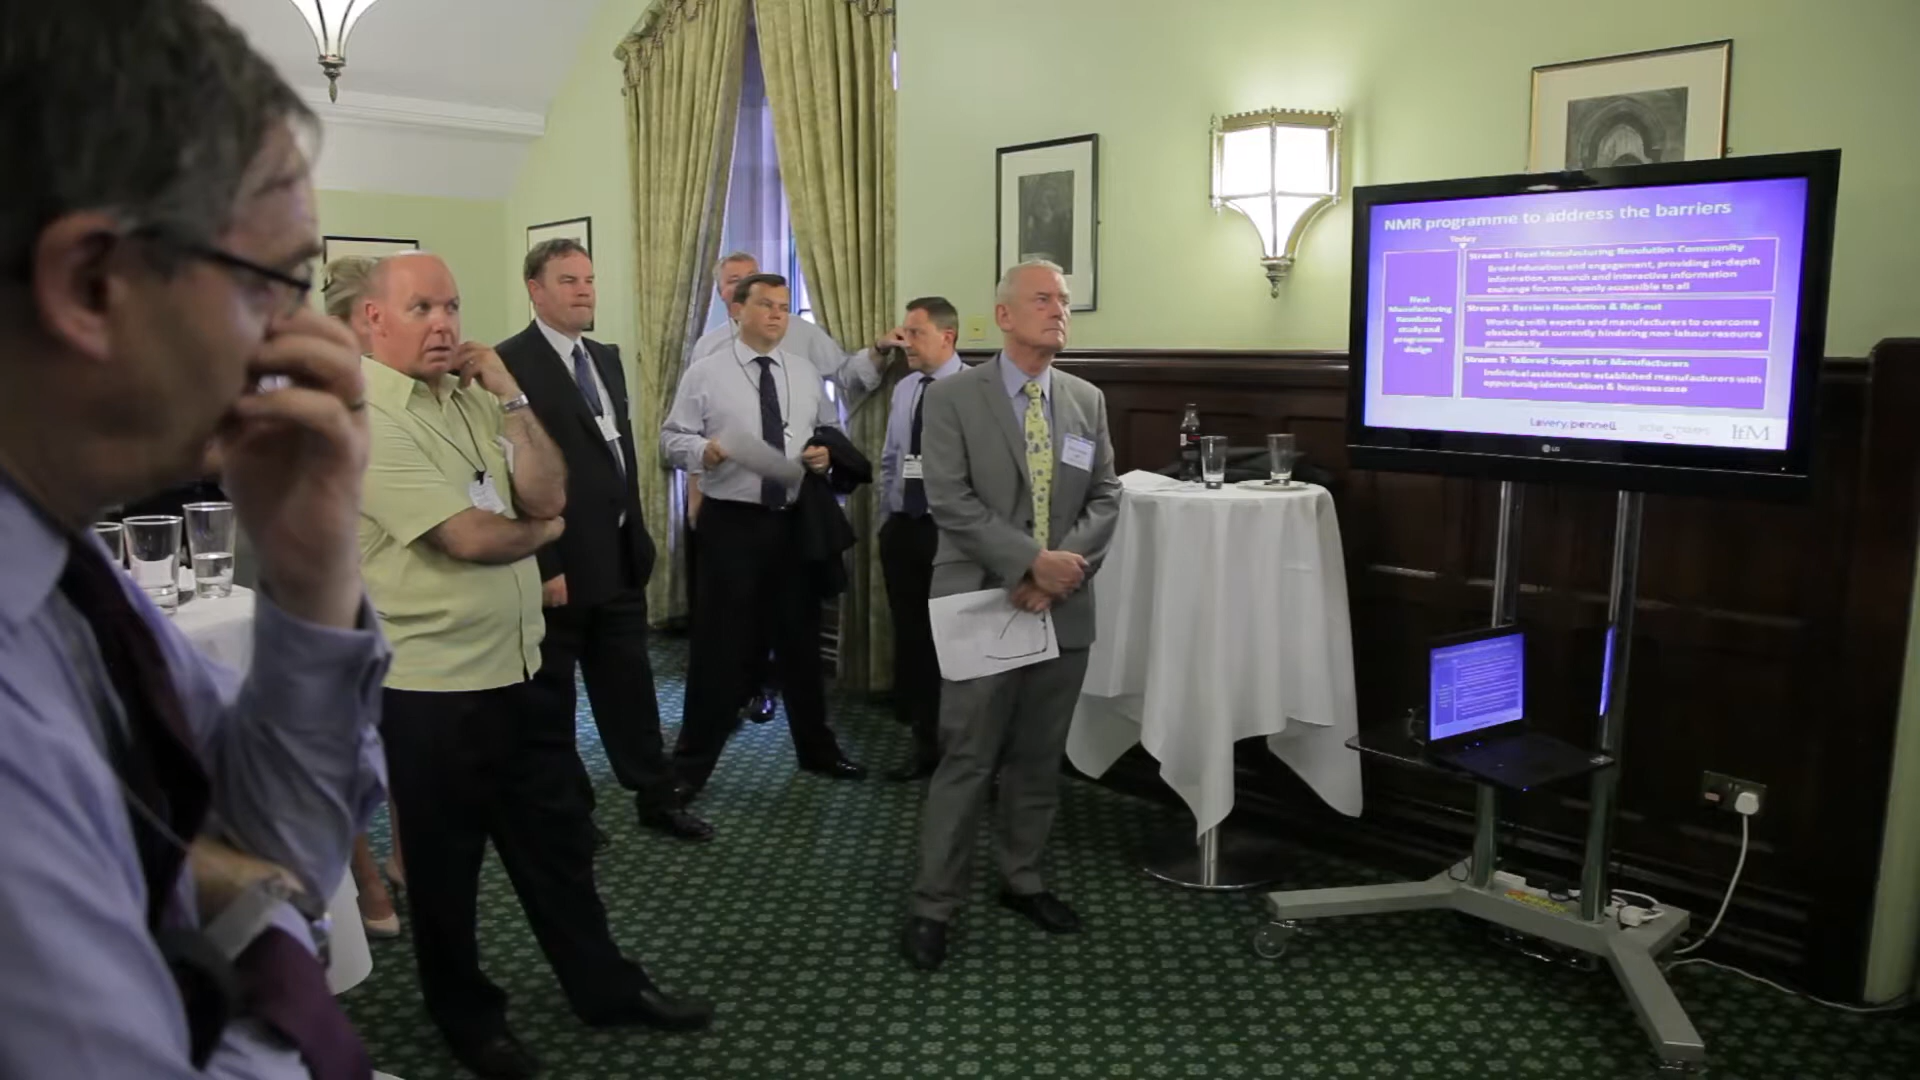 NMR programme to address the barriers
Today
Next
Manufacturing
Revolution
study and
programme
design
Stream 1: Next Manufacturing Revolution Community
Broad education and engagement, providing in-depth
information, research and interactive information
exchange forums, openly accessible to all
Stream 2: Barriers Resolution & Roll-out
Working with experts and manufacturers to overcome
obstacles that currently hindering non-labour resource
productivity
Stream 3: Tailored Support for Manufacturers
Individual assistance to established manufacturers with
opportunity identification & business case
Lavery/pennell
IfM
LG